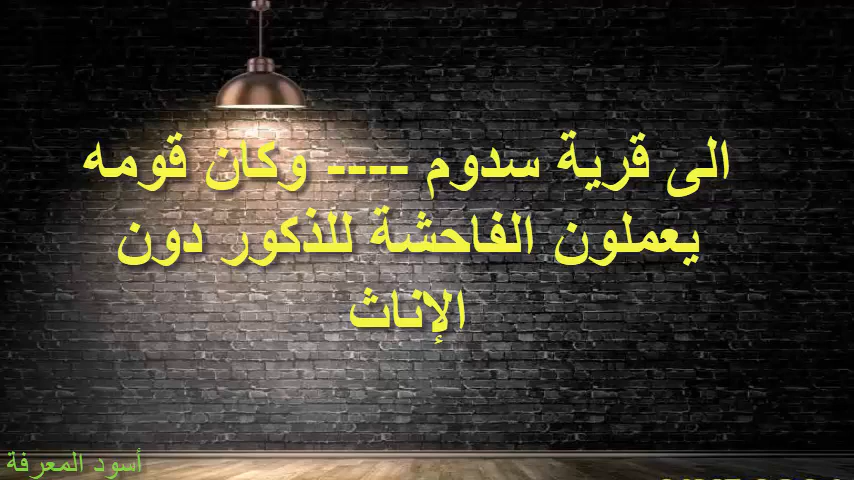 الى قرية سدوم ---- وكان قومه
يعملون الفاحشة للذكور دون
الإناث
أسود المعرفة